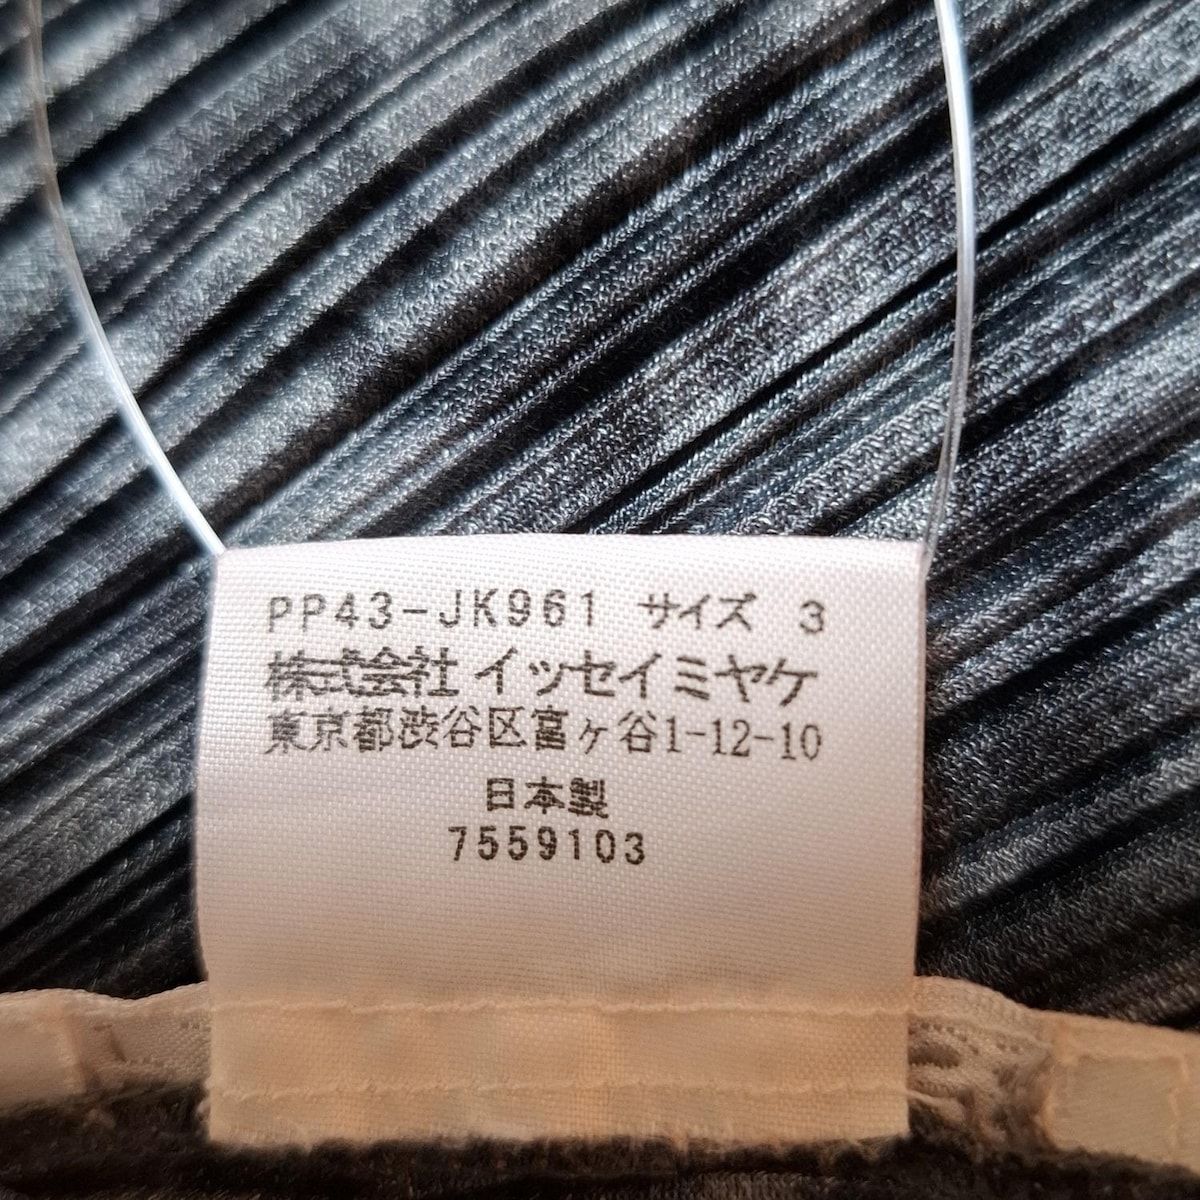 PP43-JK961 サイズ 3
株式会社 イッセイミヤケ
東京都渋谷区富ヶ谷1-12-10
日本製
7559103